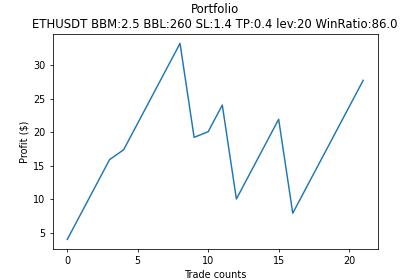 Portfolio
ETHUSDT BBM:2.5 BBL:260 SL:1.4 TP:0.4 lev:20 WinRatio:86.0
30
25
20
15
10
5
Profit ($)
0 5 10 15 20
Trade counts